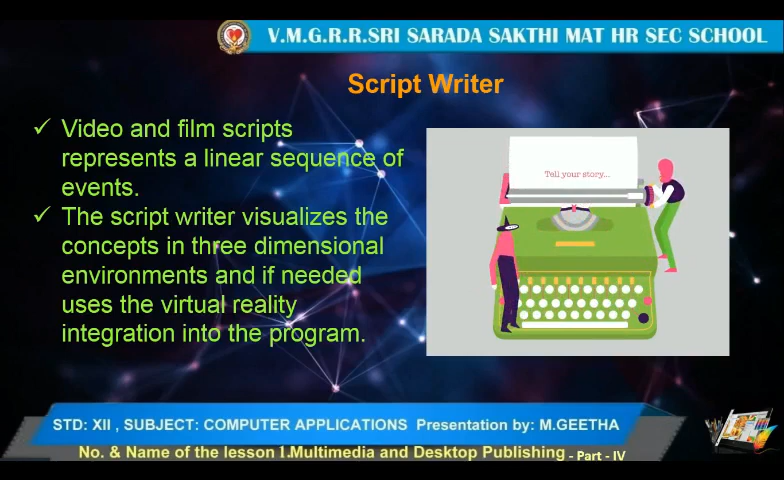 V.M.G.R.R.SRI SARADA SAKTHI MAT HR SEC SCHOOL
Script Writer
✓ Video and film scripts
represents a linear sequence of
events.
✓ The script writer visualizes the
concepts in three dimensional
environments and if needed
uses the virtual reality
integration into the program.
Tell your story...
STD: XII , SUBJECT: COMPUTER APPLICATIONS Presentation by: M.GEETHA
No. & Name of the lesson 1.Multimedia and Desktop Publishing - Part - IV